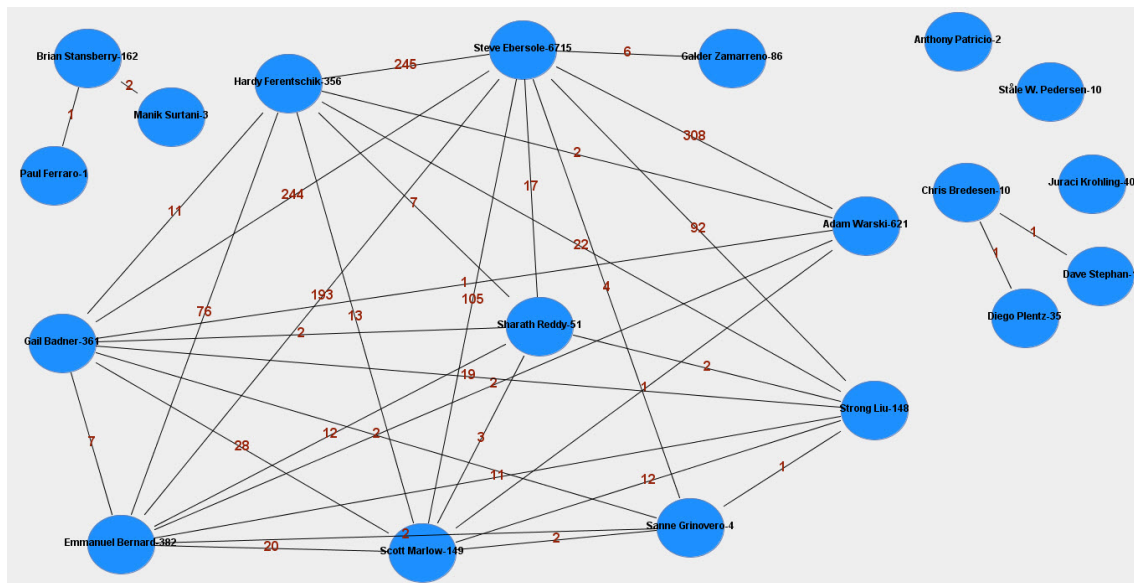 Steve Ebersole-6715
Anthony Patricio-2
Brian Stansberry-162
6
Galder Zamarreno-86
245
Hardy Ferentschik-356
2
Ståle W. Pedersen-10
1
Manik Surtani-3
308
2
Paul Ferraro-1
17
Juraci Krohling-40
Chris Bredesen-10
244
7
11
Adam Warski-621
92
1
22
1
Dave Stephan-1
1
4
193
105
76
13
Diego Plentz-35
Sharath Reddy-51
2
Gail Badner-361
2
19
2
1
Strong Liu-148
12
2
3
7
28
1
11
12
Sanne Grinovero-4
2
2
Emmanuel Bernard-382
20
Scott Marlow-149